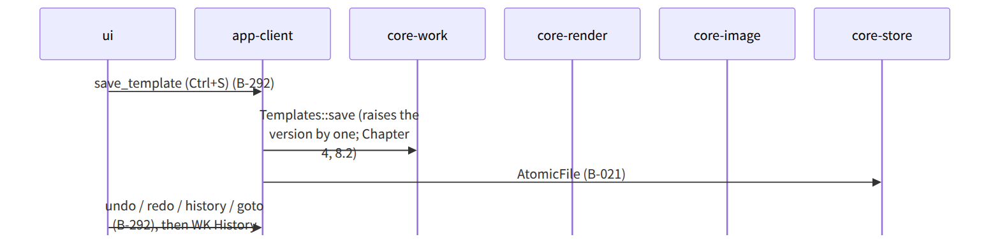 ui
app-client
core-work
core-render
core-image
core-store
save_template (Ctrl+S) (B-292)
Templates::save (raises the
version by one; Chapter
4, 8.2)
AtomicFile (B-021)
undo / redo / history / goto
(B-292), then WK History